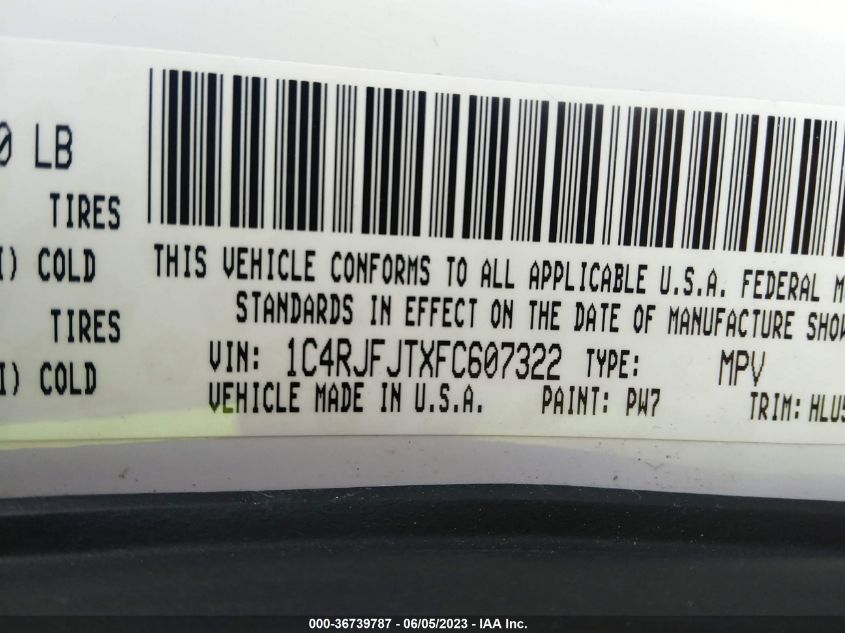 0 LB
TIRES
I) COLD
TIRES
I) COLD
THIS VEHICLE CONFORMS TO ALL APPLICABLE U.S.A. FEDERAL M
STANDARDS IN EFFECT ON THE DATE OF MANUFACTURE SHOW
VIN: 1C4RJFJTXFC607322 TYPE: MPV
VEHICLE MADE IN U.S.A. PAINT: PW7 TRIM: HLU5
000-36739787 - 06/05/2023 - IAA Inc.